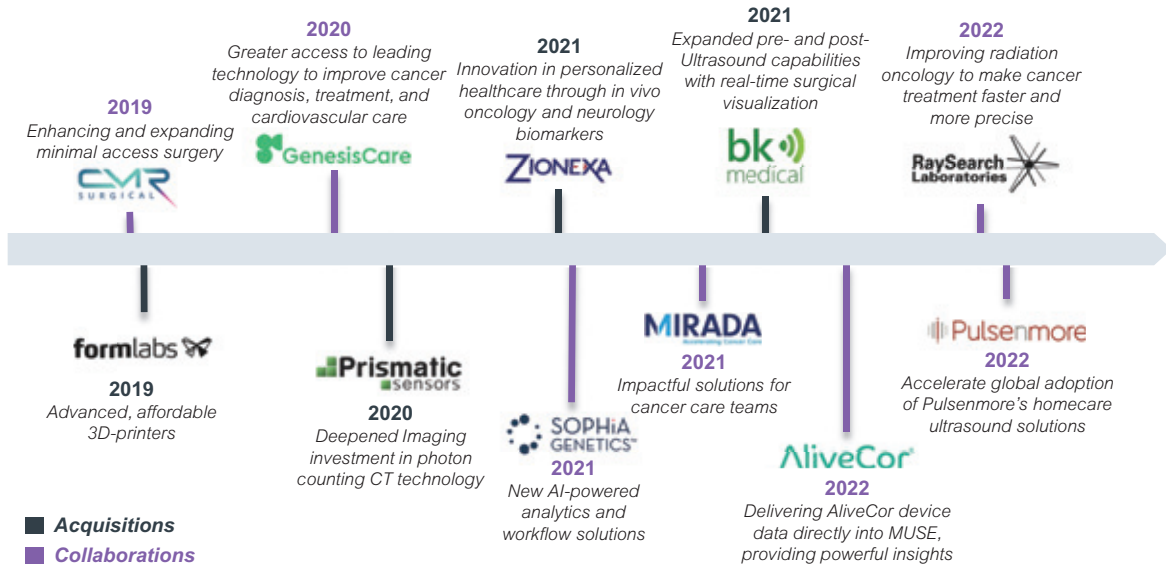 2019
Enhancing and expanding
minimal access surgery
CMR
SURGICAL
2020
Greater access to leading
technology to improve cancer
diagnosis, treatment, and
cardiovascular care
GenesisCare
2021
Innovation in personalized
healthcare through in vivo
oncology and neurology
biomarkers
ZIONEXA
2021
Expanded pre- and post-
Ultrasound capabilities
with real-time surgical
visualization
bk
medical
2022
Improving radiation
oncology to make cancer
treatment faster and
more precise
RaySearch
Laboratories
formlabs
2019
Advanced, affordable
3D-printers
Prismatic
sensors
2020
Deepened Imaging
investment in photon
counting CT technology
SOPHiA
GENETICS™
2021
New AI-powered
analytics and
workflow solutions
MIRADA
Accelerating Cancer Care
2021
Impactful solutions for
cancer care teams
AliveCor®
2022
Delivering AliveCor device
data directly into MUSE,
providing powerful insights
Pulsenmore
2022
Accelerate global adoption
of Pulsenmore's homecare
ultrasound solutions
Acquisitions
Collaborations